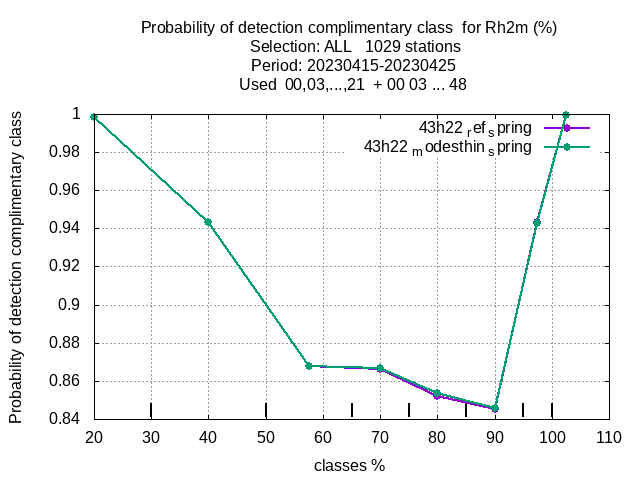 Probability of detection complimentary class  for Rh2m (%)
Selection: ALL   1029 stations
Period: 20230415-20230425
Used  00,03,...,21  + 00 03 ... 48
Probability of detection complimentary class
1
0.98
0.96
0.94
0.92
0.9
0.88
0.86
0.84
43h22 ref spring
43h22 modesthin spring
20 30 40 50 60 70 80 90 100 110
classes %